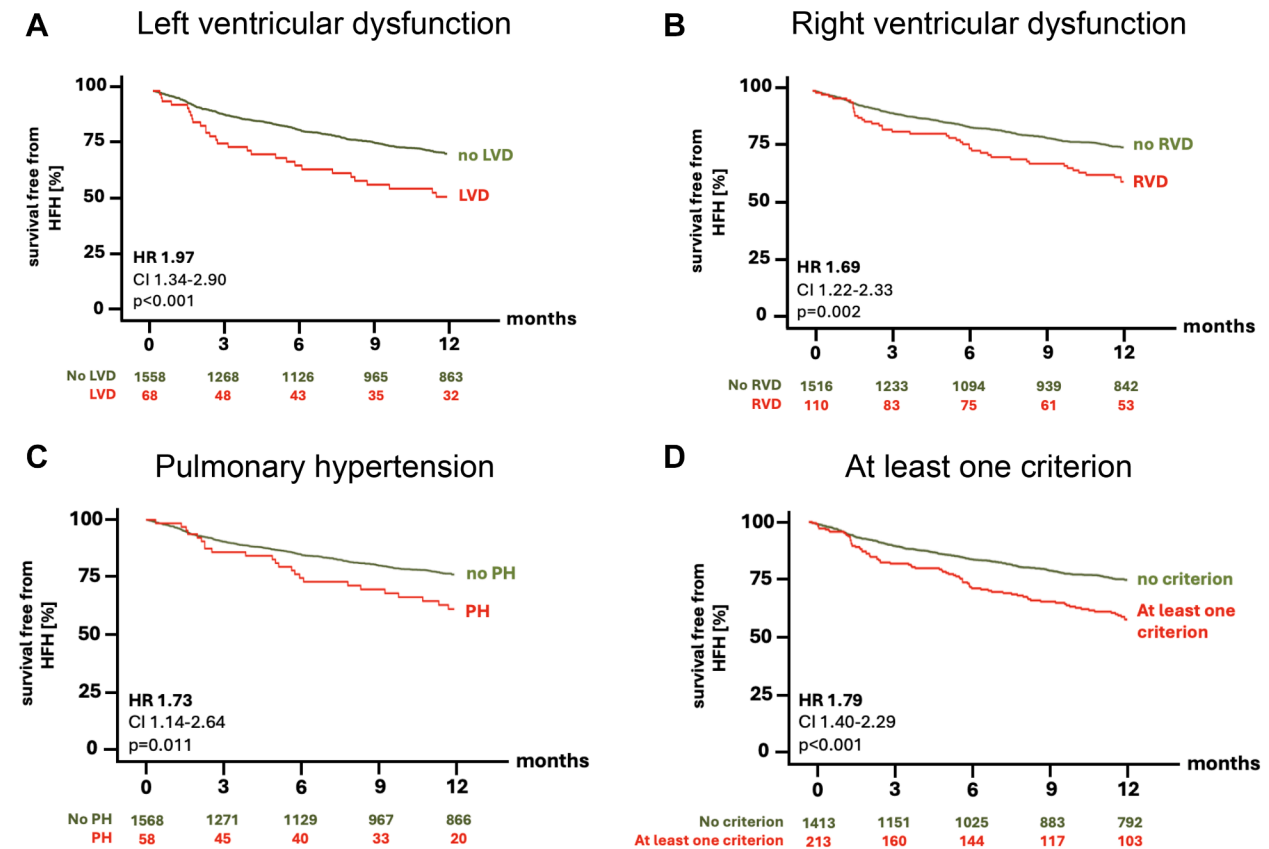 A
Left ventricular dysfunction
survival free from
HFH [%]
100
75
50
25
0
no LVD
LVD
HR 1.97
CI 1.34-2.90
p<0.001
0 3 6 9 12
months
No LVD 1558 1268 1126 965 863
LVD 68 48 43 35 32
B
Right ventricular dysfunction
survival free from
HFH [%]
100
75
50
25
0
no RVD
RVD
HR 1.69
CI 1.22-2.33
p=0.002
0 3 6 9 12
months
No RVD 1516 1233 1094 939 842
RVD 110 83 75 61 53
C
Pulmonary hypertension
survival free from
HFH [%]
100
75
50
25
0
no PH
PH
HR 1.73
CI 1.14-2.64
p=0.011
0 3 6 9 12
months
No PH 1568 1271 1129 967 866
PH 58 45 40 33 20
D
At least one criterion
survival free from
HFH [%]
100
75
50
25
0
no criterion
At least one
criterion
HR 1.79
CI 1.40-2.29
p<0.001
0 3 6 9 12
months
No criterion 1413 1151 1025 883 792
At least one criterion 213 160 144 117 103